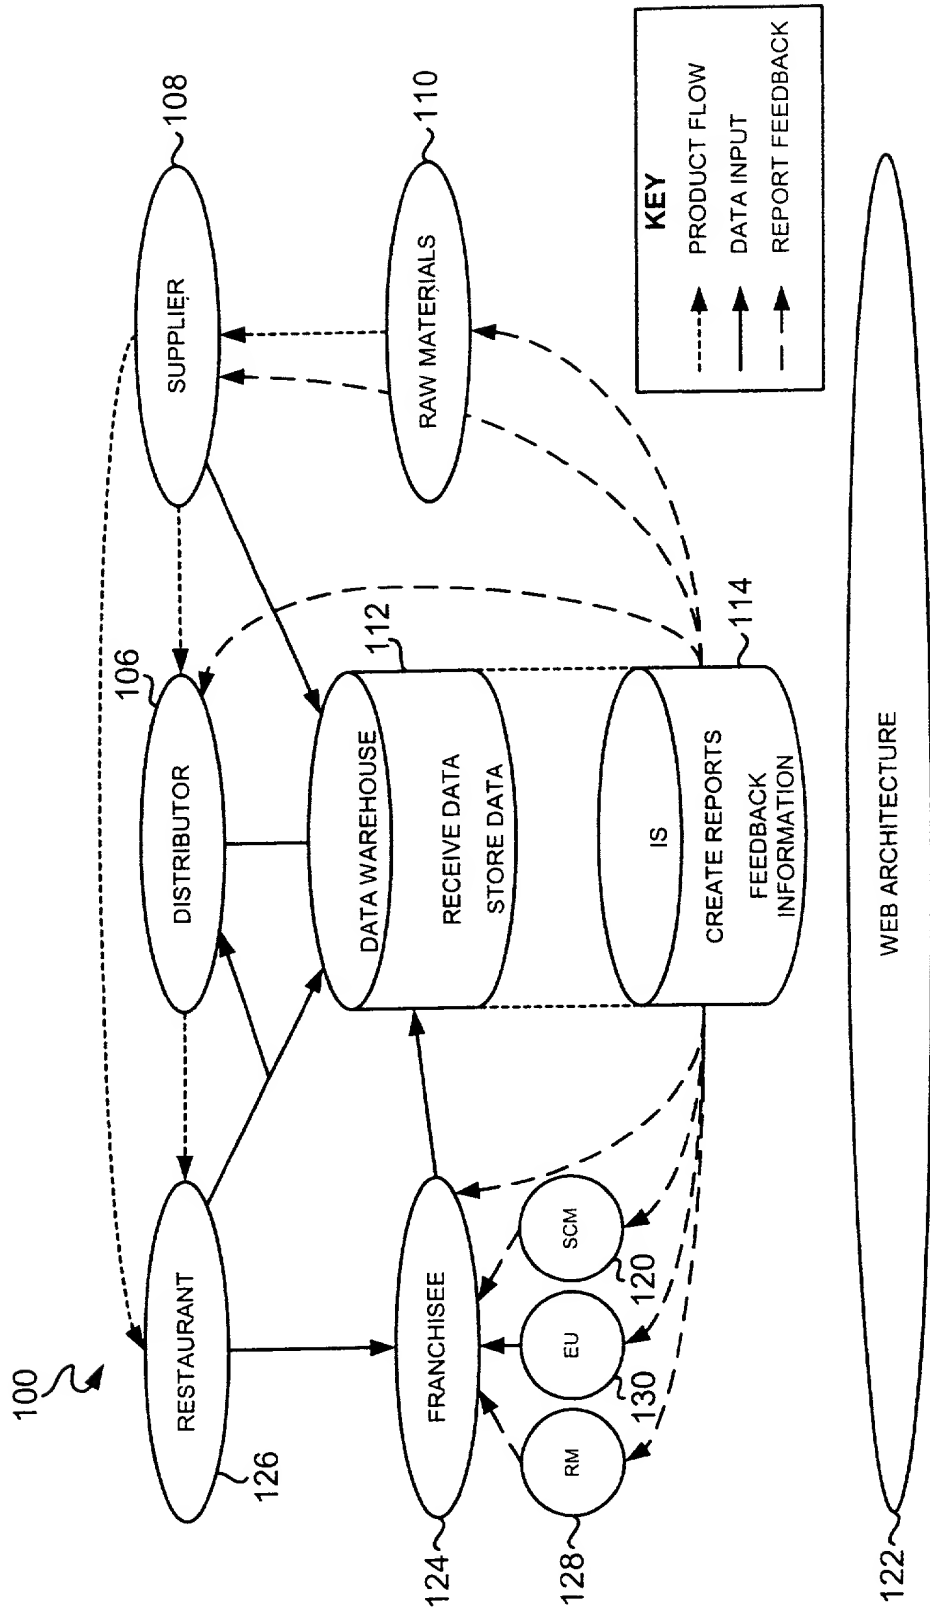 100
126
RESTAURANT
106
DISTRIBUTOR
SUPPLIER
108
124
FRANCHISEE
112
DATA WAREHOUSE
RECEIVE DATA
STORE DATA
RAW MATERIALS
110
128
RM
130
EU
120
SCM
114
IS
CREATE REPORTS
FEEDBACK
INFORMATION
KEY
PRODUCT FLOW
DATA INPUT
REPORT FEEDBACK
122
WEB ARCHITECTURE